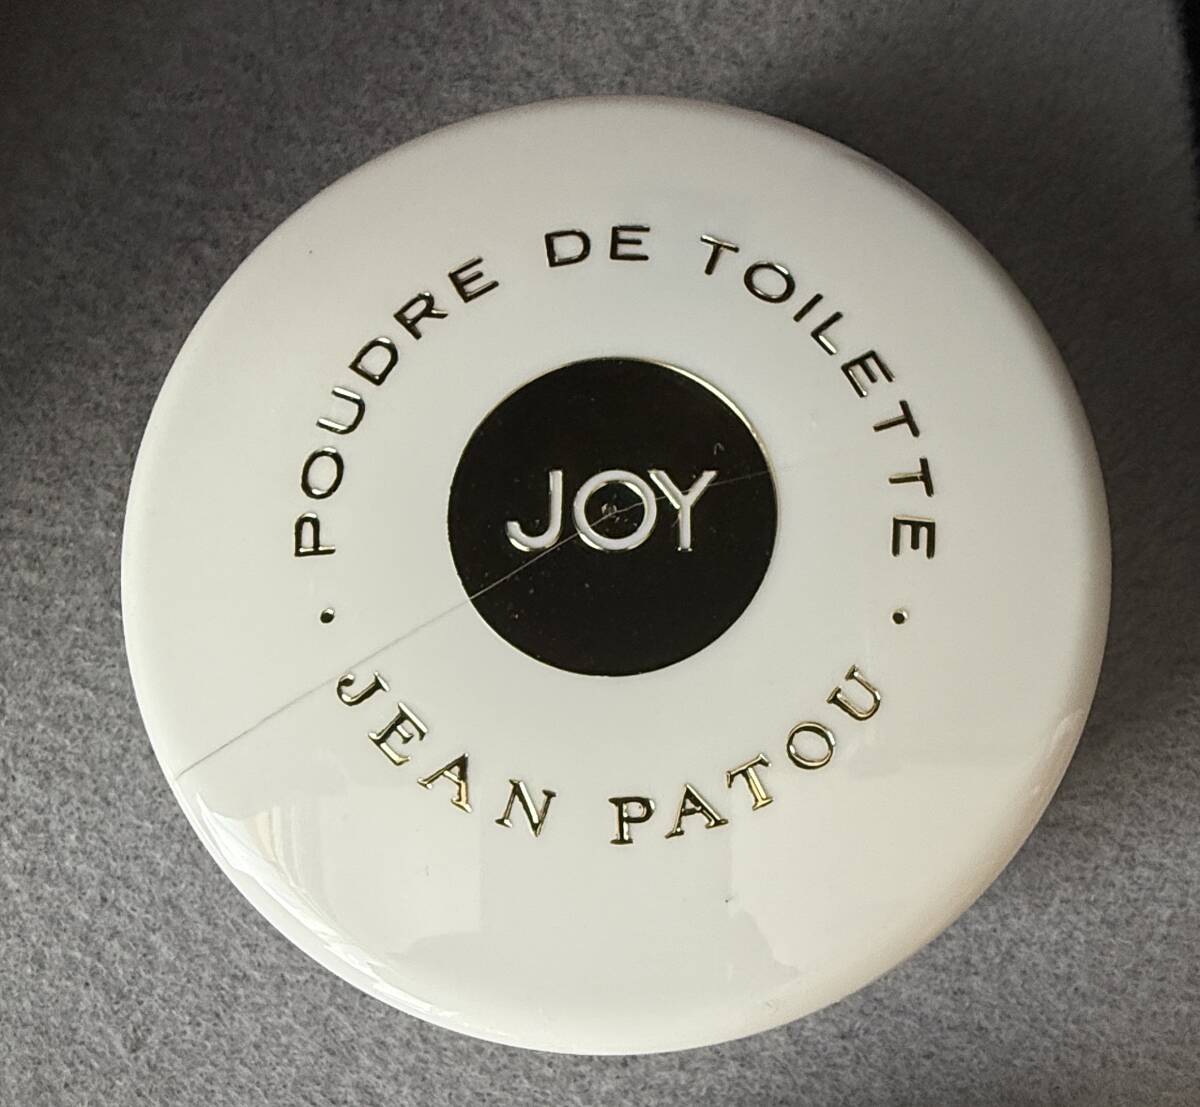 · POUDRE DE TOILETTE ·
JOY
JEAN PATOU